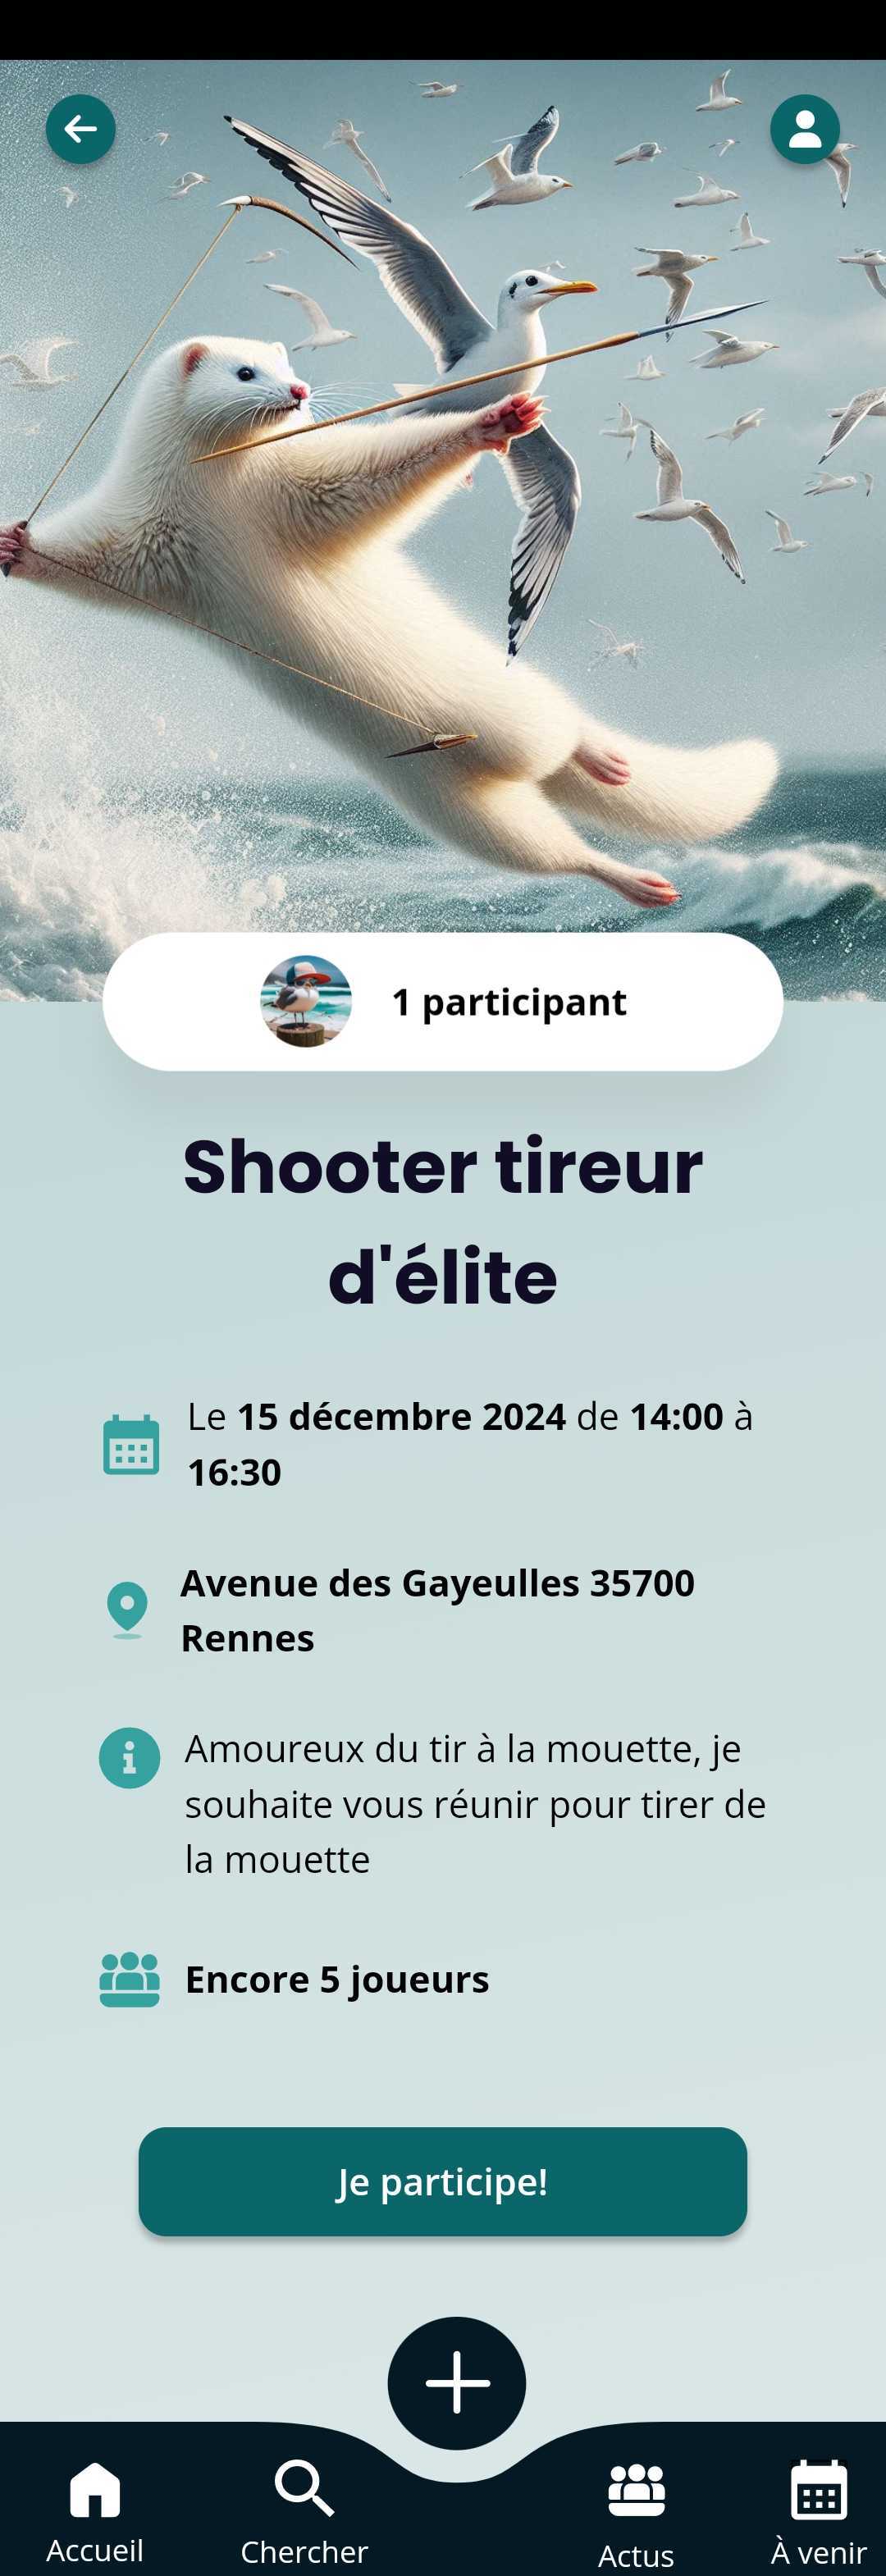 1 participant
Shooter tireur
d'élite
Le 15 décembre 2024 de 14:00 à
16:30
Avenue des Gayeulles 35700
Rennes
Amoureux du tir à la mouette, je
souhaite vous réunir pour tirer de
la mouette
Encore 5 joueurs
Je participe!
Accueil
Chercher
Actus
À venir